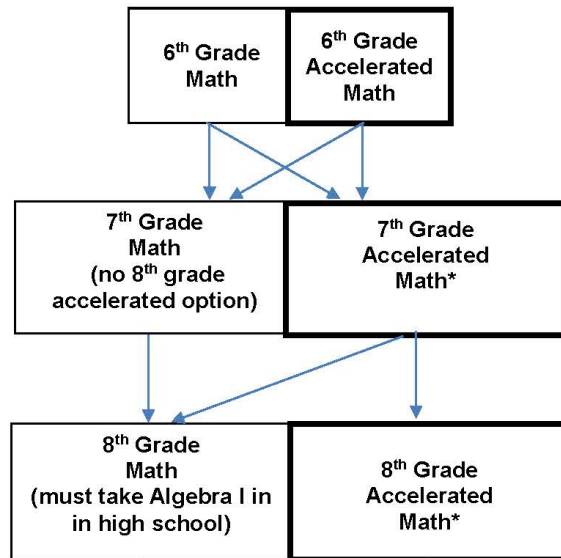 6th Grade
Math
6th Grade
Accelerated
Math
7th Grade
Math
(no 8th grade
accelerated option)
7th Grade
Accelerated
Math*
8th Grade
Math
(must take Algebra I in
in high school)
8th Grade
Accelerated
Math*